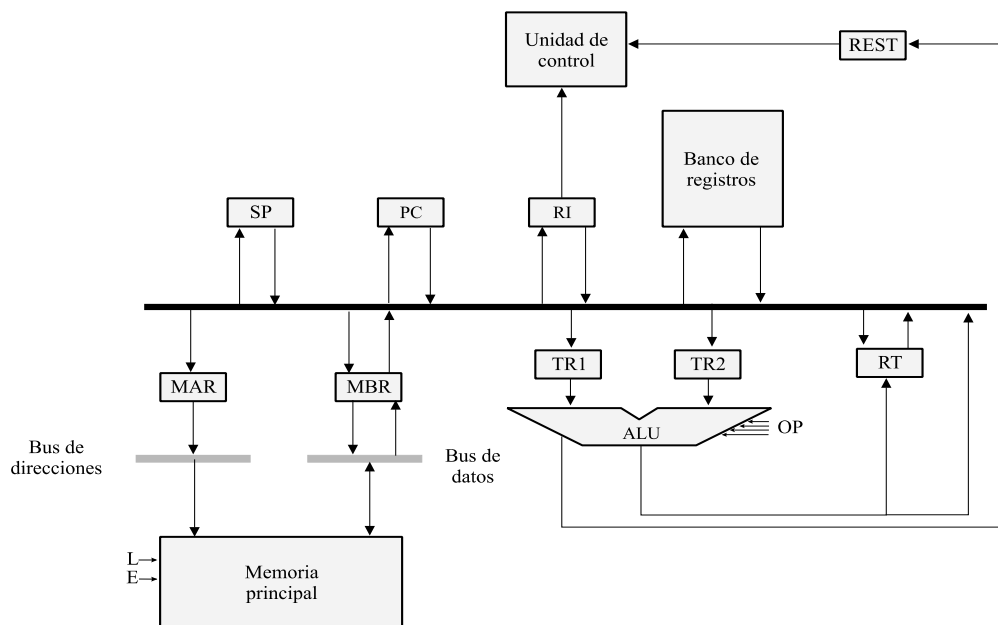 Unidad de
control
REST
Banco de
registros
SP
PC
RI
TR1
TR2
RT
MAR
MBR
ALU
OP
Bus de
direcciones
Bus de
datos
L
E
Memoria
principal